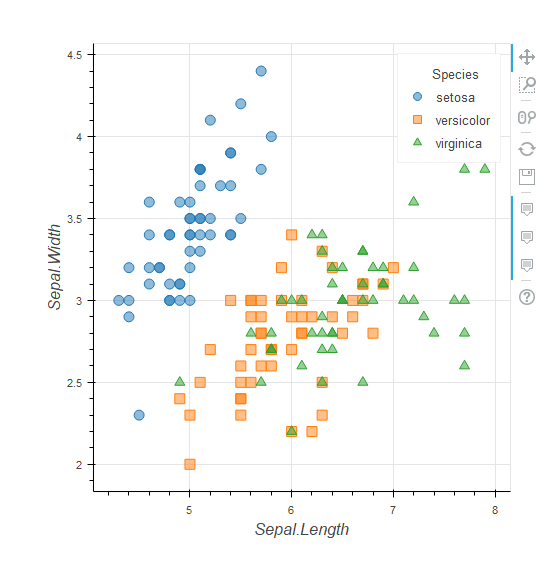 4.5
4
3.5
3
2.5
2
Sepal.Width
Species
setosa
versicolor
virginica
5
6
7
8
Sepal.Length
?